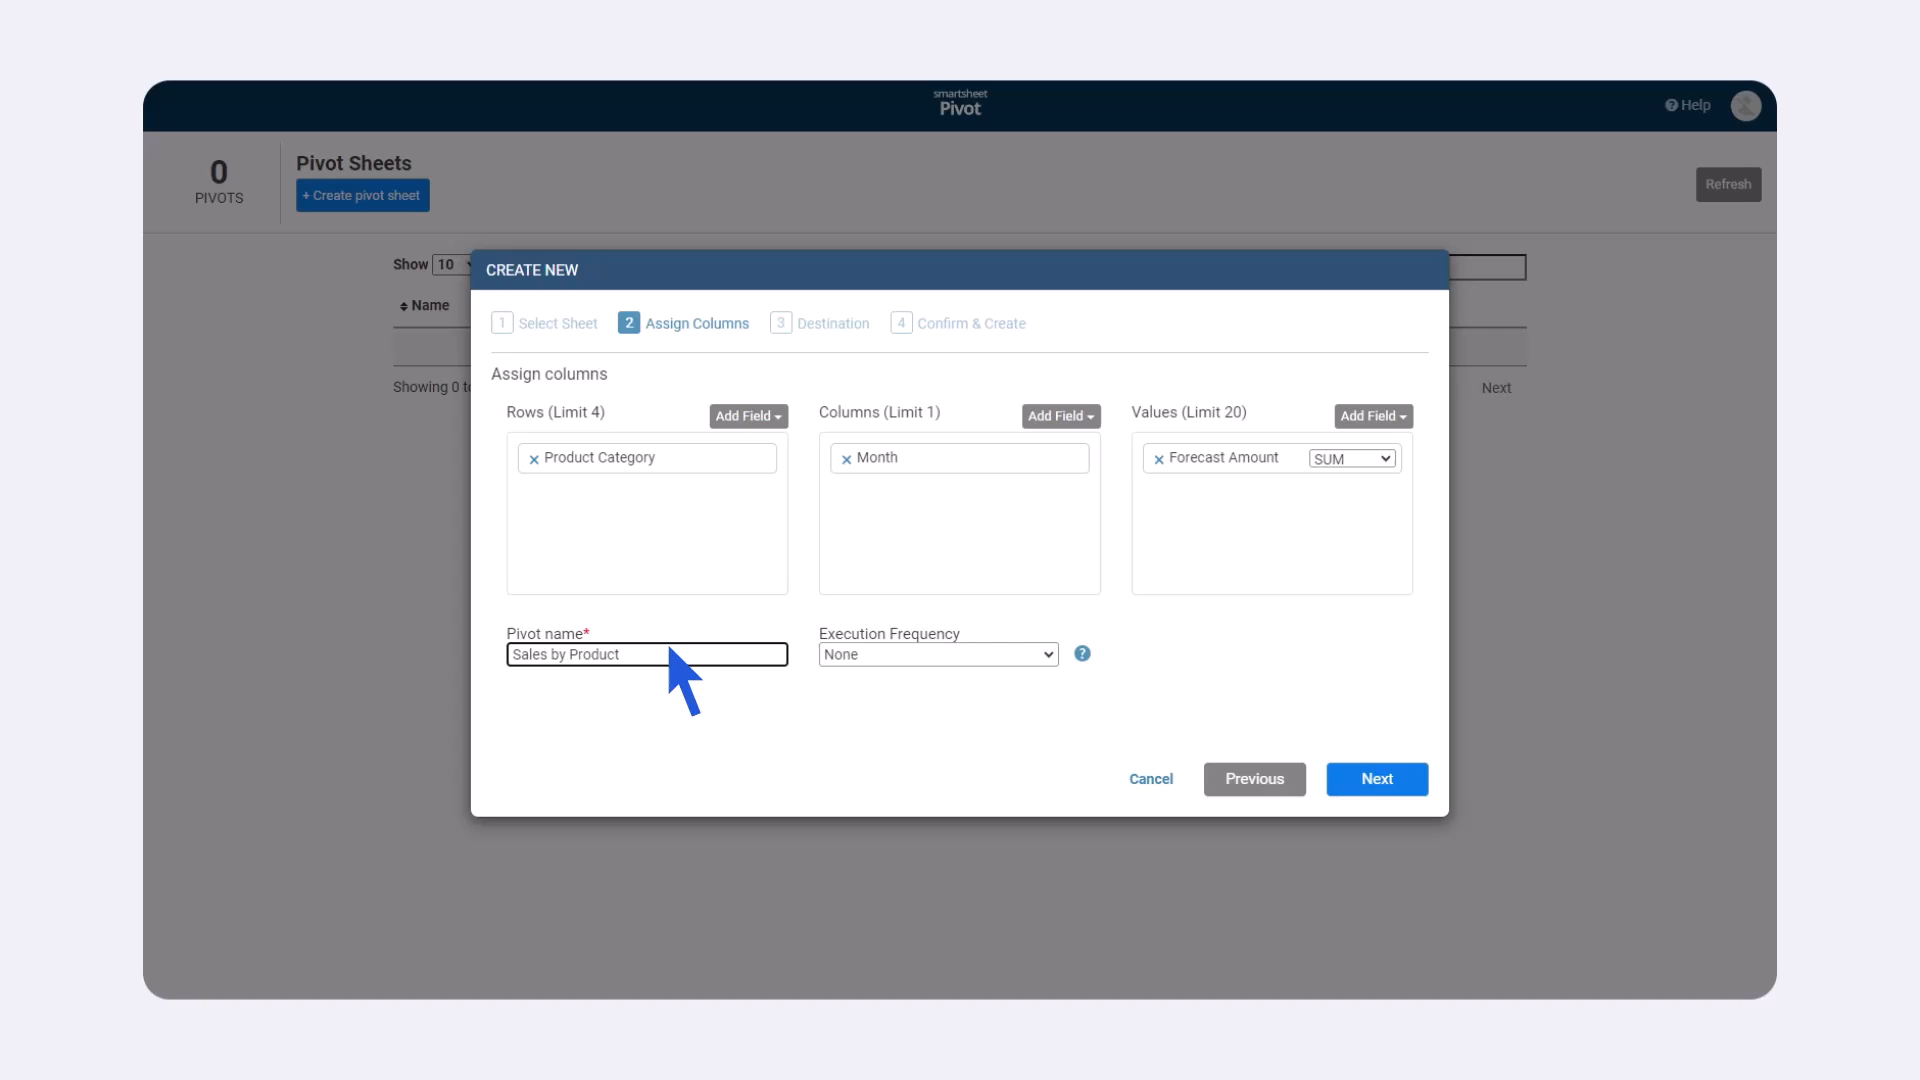 smartsheet
Pivot
Help
0
PIVOTS
Pivot Sheets
+ Create pivot sheet
Refresh
Show 10
Name
Showing 0 to
Next
CREATE NEW
1 Select Sheet 2 Assign Columns 3 Destination 4 Confirm & Create
Assign columns
Rows (Limit 4) Add Field
Product Category
Columns (Limit 1) Add Field
Month
Values (Limit 20) Add Field
Forecast Amount SUM
Pivot name*
Sales by Product
Execution Frequency
None
Cancel Previous Next